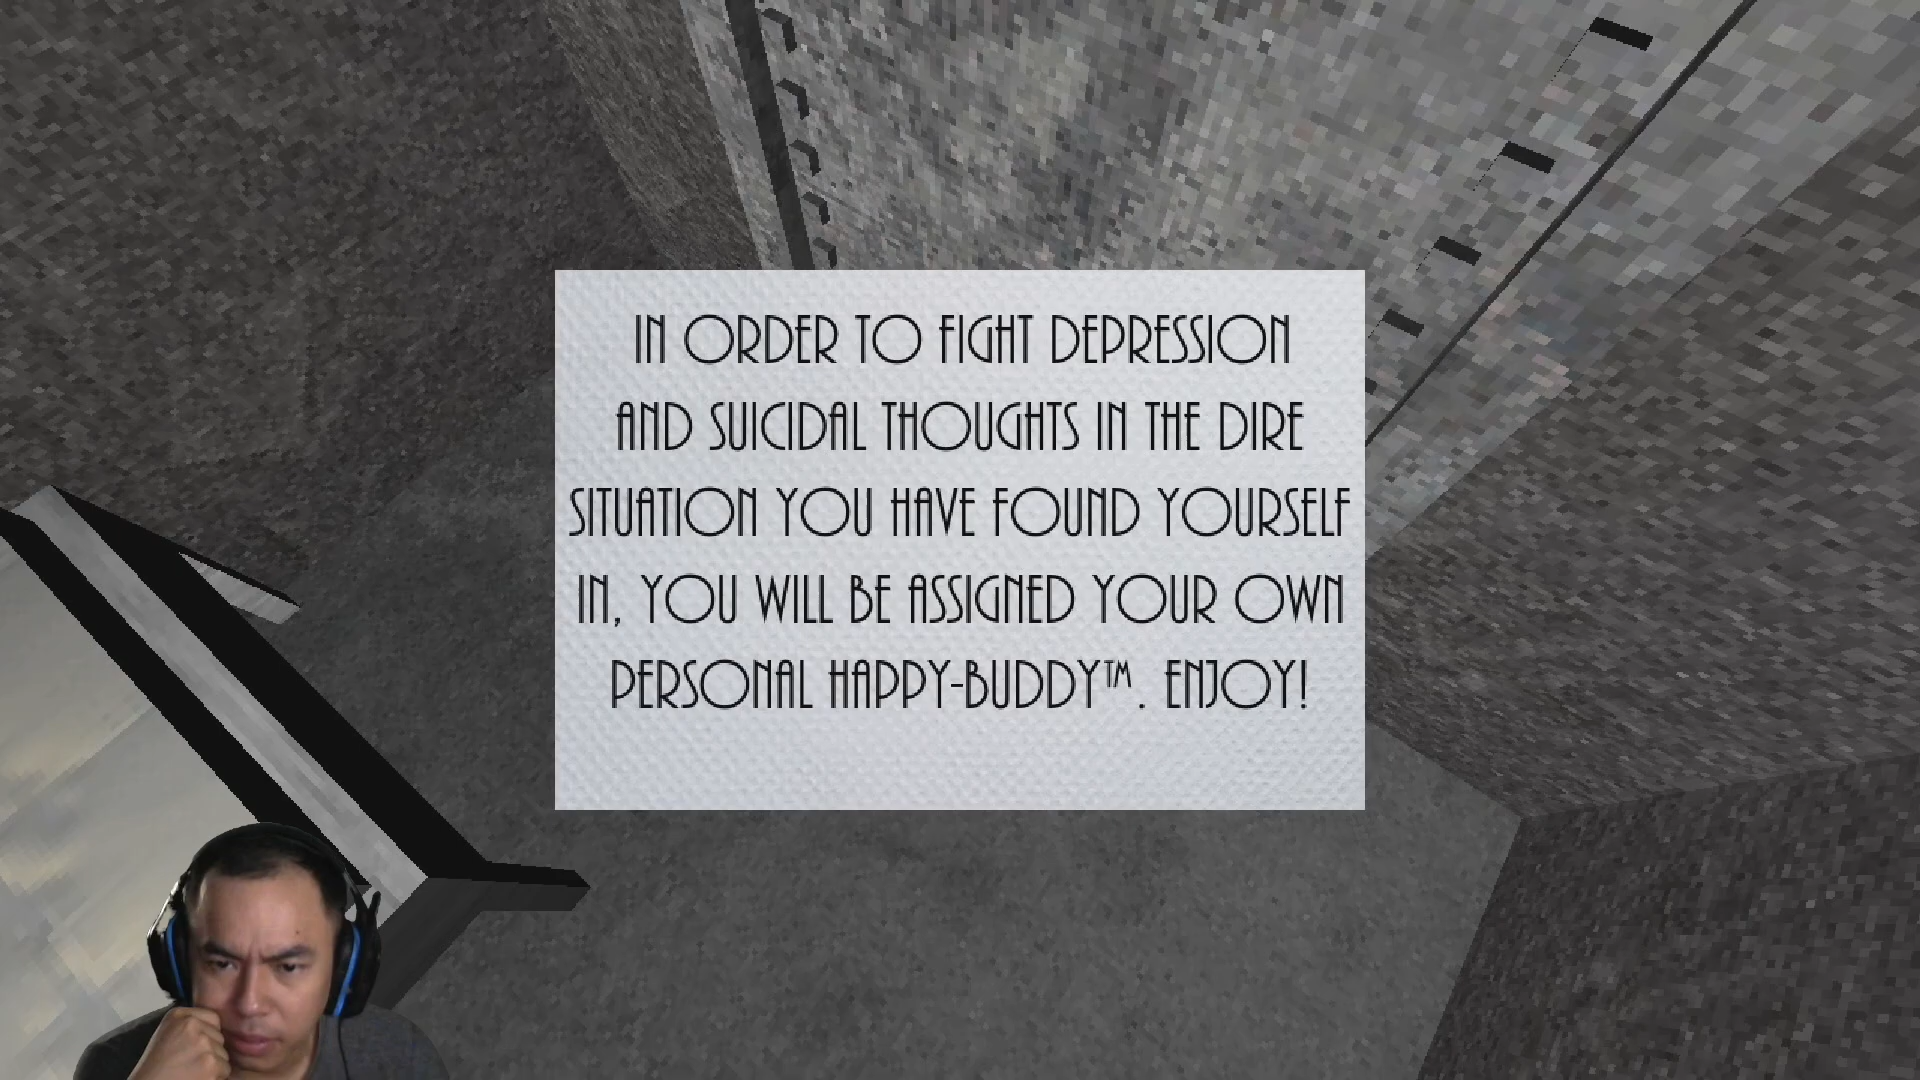 IN ORDER TO FIGHT DEPRESSION
AND SUICIDAL THOUGHTS IN THE DIRE
SITUATION YOU HAVE FOUND YOURSELF
IN, YOU WILL BE ASSIGNED YOUR OWN
PERSONAL HAPPY-BUDDY™. ENJOY!